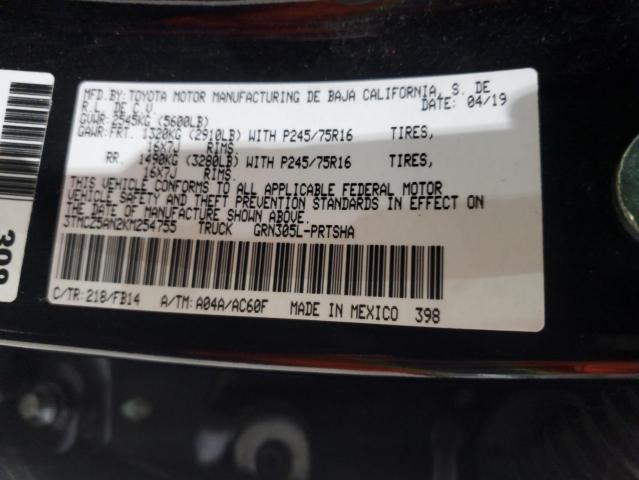 MFD.BY: TOYOTA MOTOR MANUFACTURING DE BAJA CALIFORNIA, S. DE
R.L. DE C.V. DATE: 04/19
GVWR: 2545KG (5600LB)
GAWR: FRT. 1320KG (2910LB) WITH P245/75R16 TIRES,
16X7J RIMS.
RR. 1490KG (3280LB) WITH P245/75R16 TIRES,
16X7J RIMS.
THIS VEHICLE CONFORMS TO ALL APPLICABLE FEDERAL MOTOR
VEHICLE SAFETY AND THEFT PREVENTION STANDARDS IN EFFECT ON
THE DATE OF MANUFACTURE SHOWN ABOVE.
3TMCZ5AN2KM254755 TRUCK GRN305L-PRTSHA
C/TR: 218/FB14 A/TM: A04A/AC60F MADE IN MEXICO 398